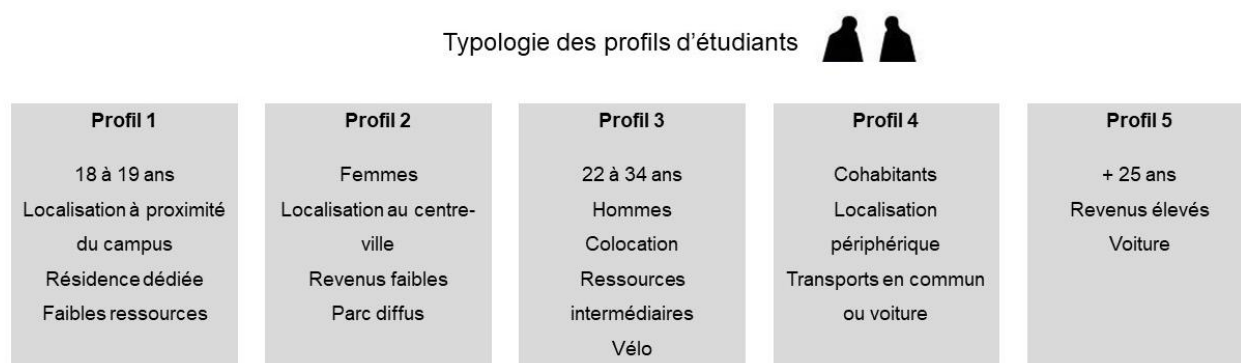 Typologie des profils d'étudiants
Profil 1
18 à 19 ans
Localisation à proximité
du campus
Résidence dédiée
Faibles ressources
Profil 2
Femmes
Localisation au centre-
ville
Revenus faibles
Parc diffus
Profil 3
22 à 34 ans
Hommes
Colocation
Ressources
intermédiaires
Vélo
Profil 4
Cohabitants
Localisation
périphérique
Transports en commun
ou voiture
Profil 5
+ 25 ans
Revenus élevés
Voiture